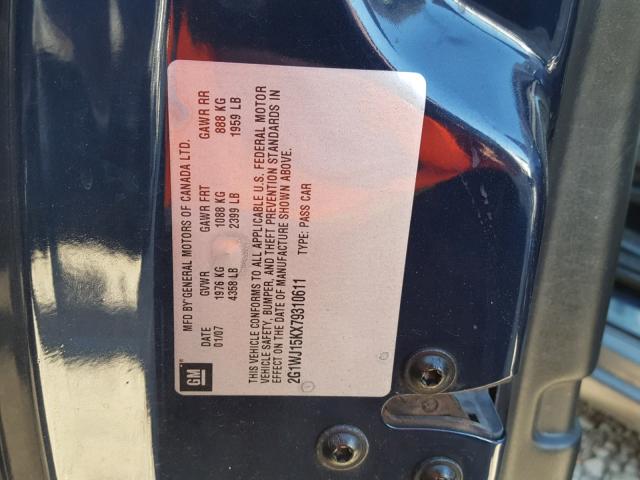 MFD BY GENERAL MOTORS OF CANADA LTD.
DATE GVWR GAWR FRT GAWR RR
01/07 1976 KG 1088 KG 888 KG
4358 LB 2399 LB 1959 LB
THIS VEHICLE CONFORMS TO ALL APPLICABLE U.S. FEDERAL MOTOR
VEHICLE SAFETY, BUMPER, AND THEFT PREVENTION STANDARDS IN
EFFECT ON THE DATE OF MANUFACTURE SHOWN ABOVE.
2G1WJ15KX79310611 TYPE: PASS CAR
GM